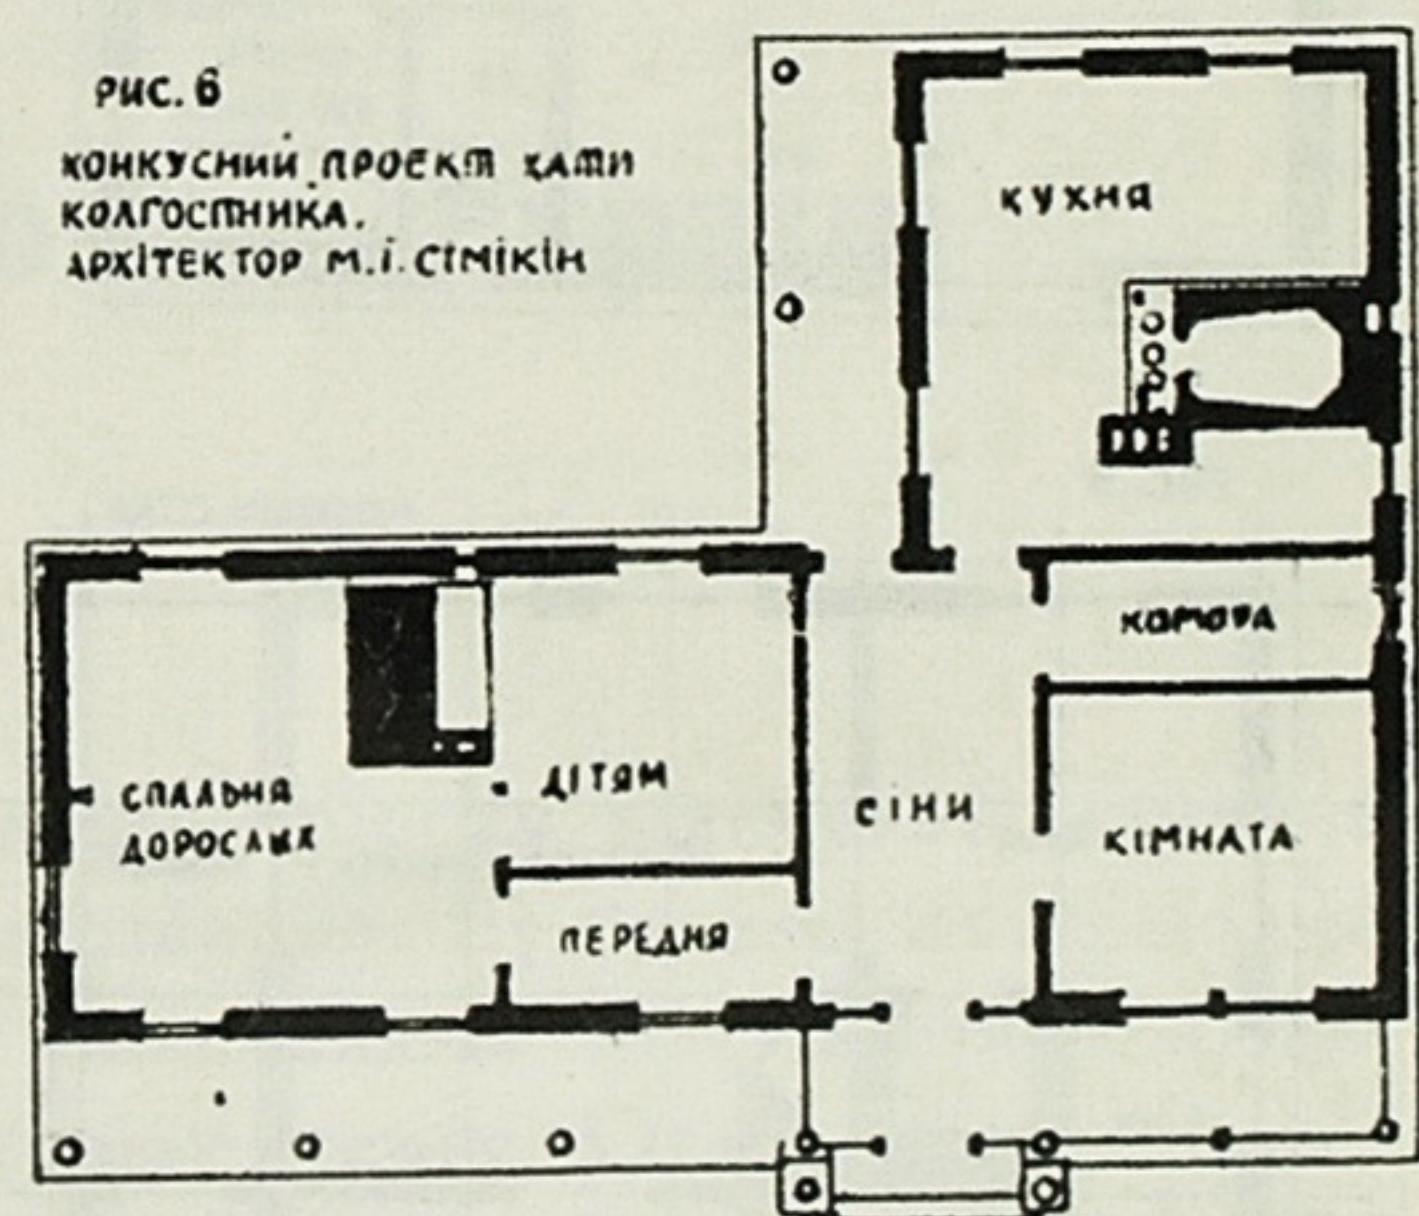 РИС. 6
КОНКУСНИЙ ПРОЕКТ ХАТИ
КОЛГОСПНИКА.
АРХІТЕКТОР М.І. СІМІКІН
КУХНЯ
КОМОРА
СПАЛЬНЯ
ДОРОСЛИХ
ДІТЯМ
СІНИ
КІМНАТА
ПЕРЕДНЯ